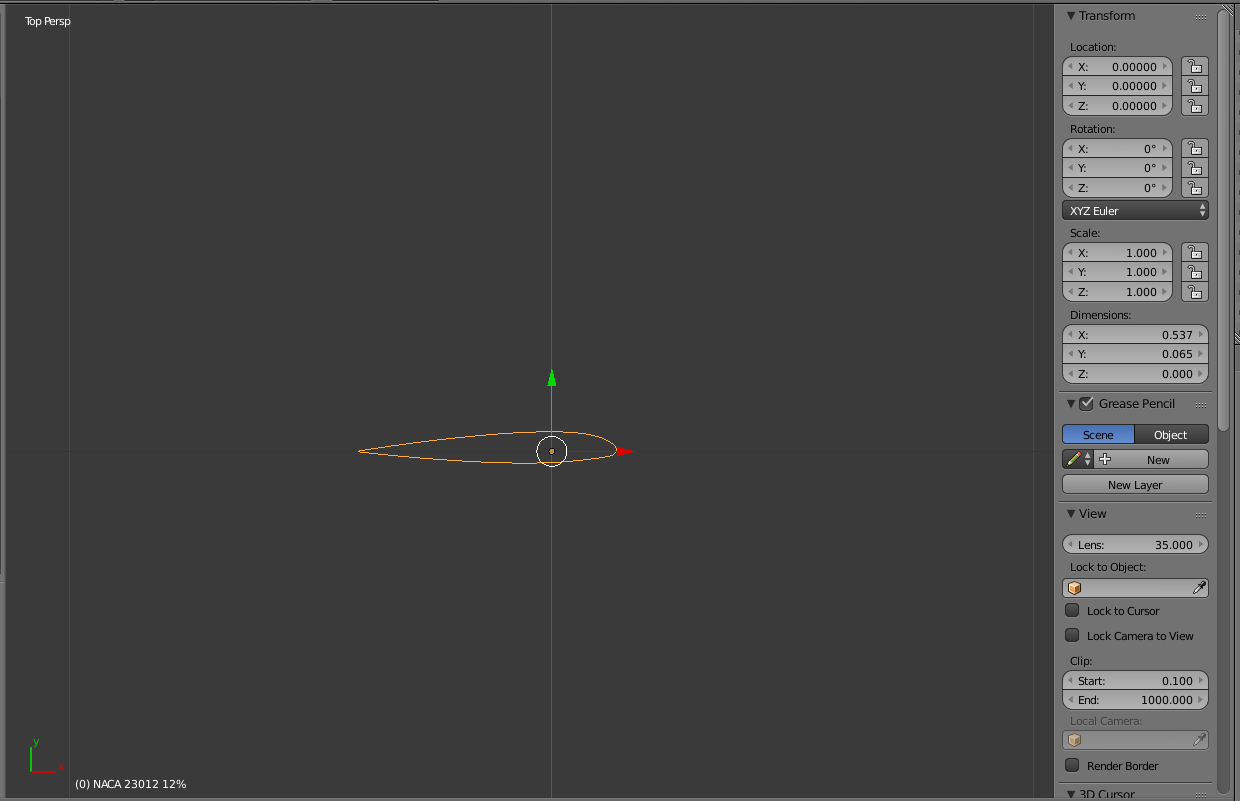 Top Persp
(0) NACA 23012 12%
y
x
Transform
Location:
X: 0.00000
Y: 0.00000
Z: 0.00000
Rotation:
X: 0°
Y: 0°
Z: 0°
XYZ Euler
Scale:
X: 1.000
Y: 1.000
Z: 1.000
Dimensions:
X: 0.537
Y: 0.065
Z: 0.000
Grease Pencil
Scene Object
New
New Layer
View
Lens: 35.000
Lock to Object:
Lock to Cursor
Lock Camera to View
Clip:
Start: 0.100
End: 1000.000
Local Camera:
Render Border
3D Cursor